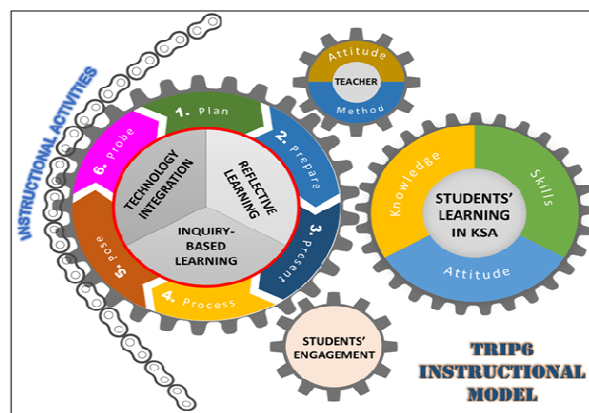 INSTRUCTIONAL ACTIVITIES
1. Plan
2. Prepare
3. Present
4. Process
5. Pose
6. Probe
TECHNOLOGY
INTEGRATION
REFLECTIVE
LEARNING
INQUIRY-
BASED
LEARNING
Attitude
TEACHER
Method
Knowledge
Skills
STUDENTS'
LEARNING
IN KSA
Attitude
STUDENTS'
ENGAGEMENT
TRIP6
INSTRUCTIONAL
MODEL